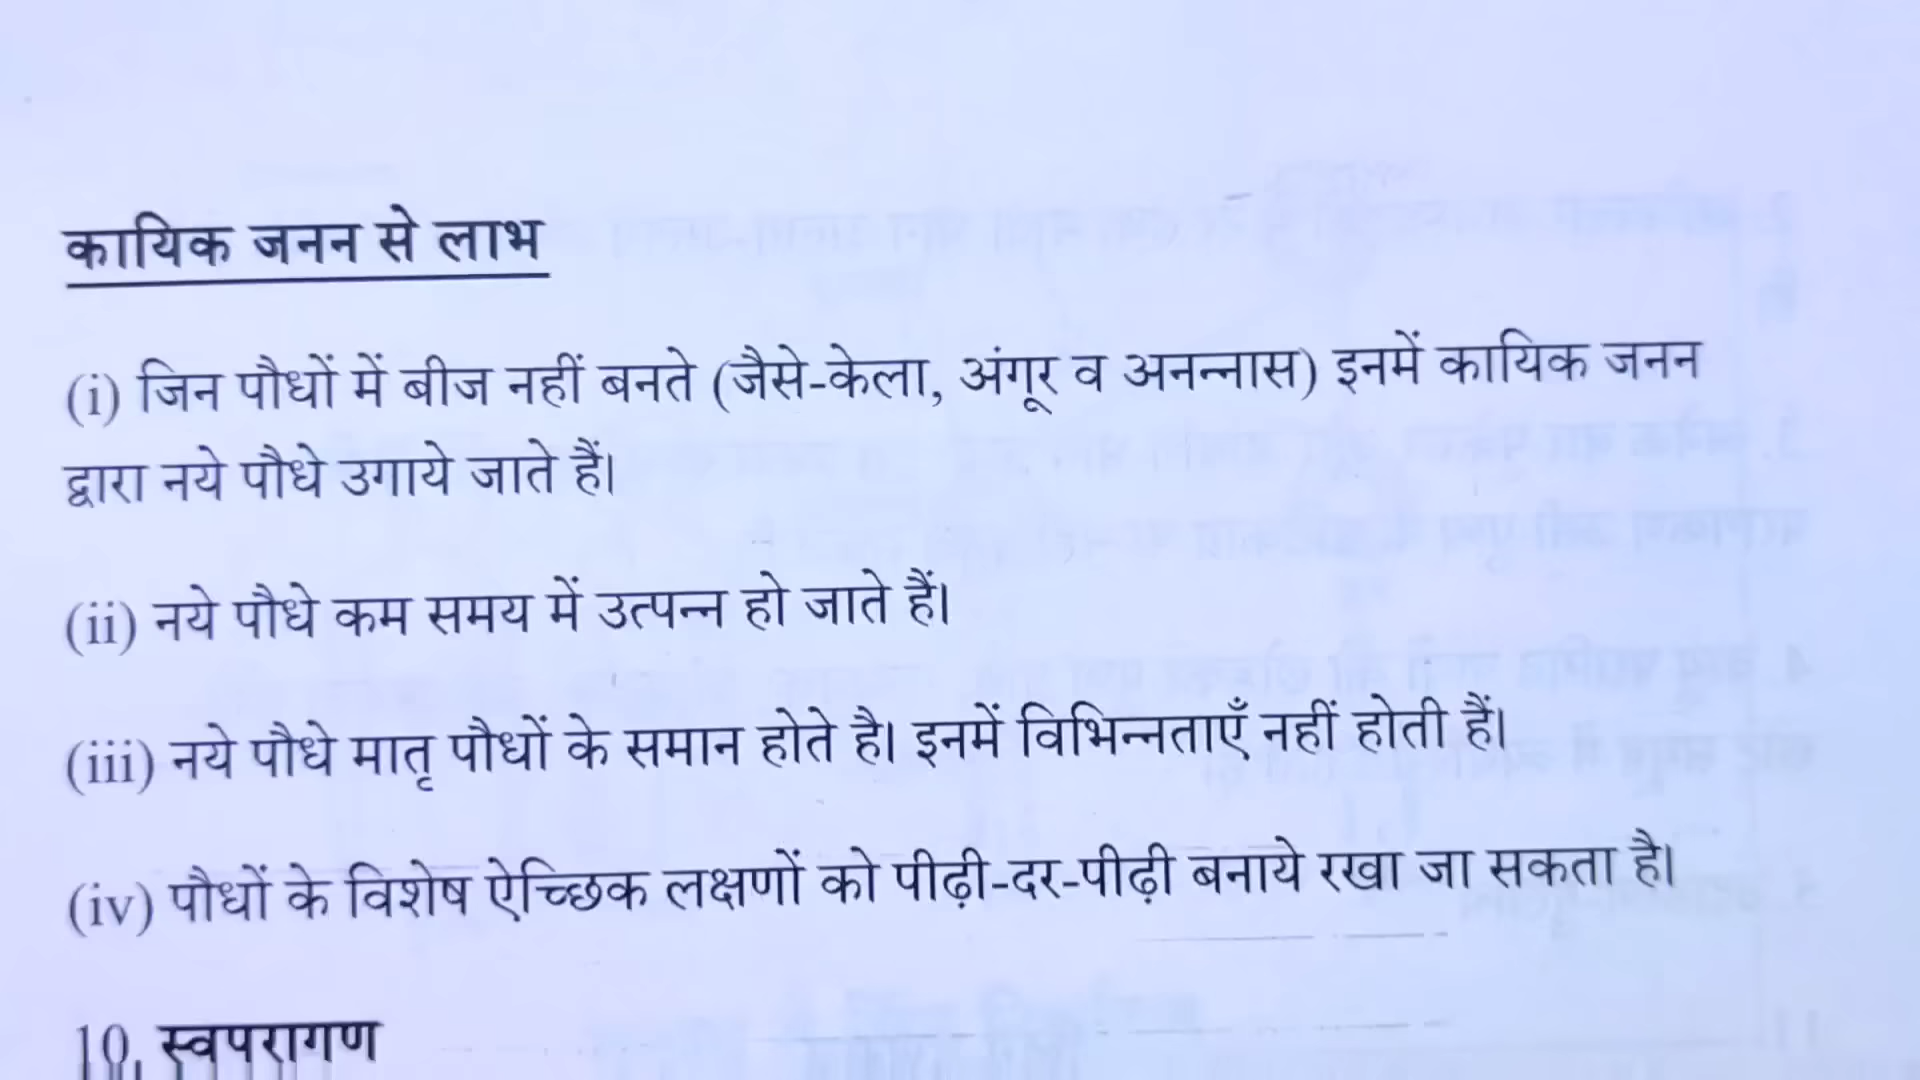 कायिक जनन से लाभ
(i) जिन पौधों में बीज नहीं बनते (जैसे-केला, अंगूर व अनन्नास) इनमें कायिक जनन
द्वारा नये पौधे उगाये जाते हैं।
(ii) नये पौधे कम समय में उत्पन्न हो जाते हैं।
(iii) नये पौधे मातृ पौधों के समान होते है। इनमें विभिन्नताएँ नहीं होती हैं।
(iv) पौधों के विशेष ऐच्छिक लक्षणों को पीढ़ी-दर-पीढ़ी बनाये रखा जा सकता है।
10. स्वपरागण